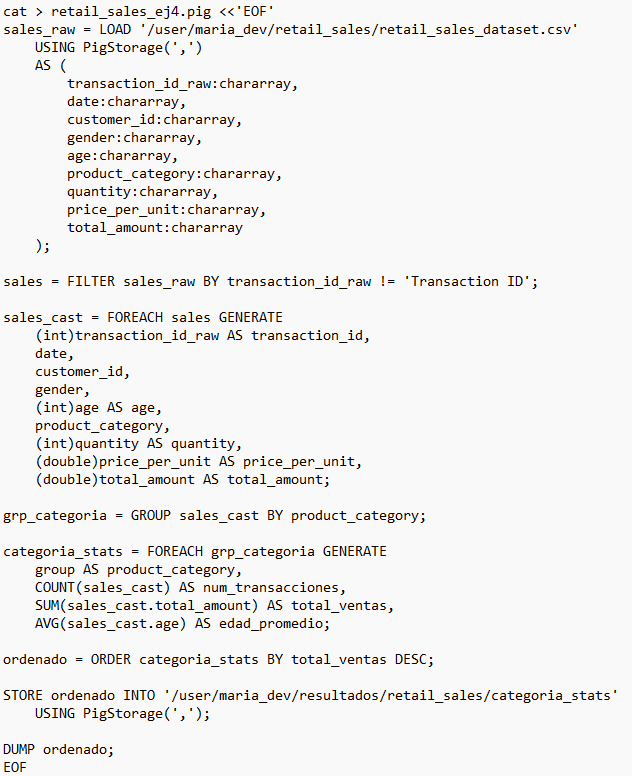 cat > retail_sales_ej4.pig <<'EOF'
sales_raw = LOAD '/user/maria_dev/retail_sales/retail_sales_dataset.csv'
    USING PigStorage(',')
    AS (
        transaction_id_raw:chararray,
        date:chararray,
        customer_id:chararray,
        gender:chararray,
        age:chararray,
        product_category:chararray,
        quantity:chararray,
        price_per_unit:chararray,
        total_amount:chararray
    );

sales = FILTER sales_raw BY transaction_id_raw != 'Transaction ID';

sales_cast = FOREACH sales GENERATE
    (int)transaction_id_raw AS transaction_id,
    date,
    customer_id,
    gender,
    (int)age AS age,
    product_category,
    (int)quantity AS quantity,
    (double)price_per_unit AS price_per_unit,
    (double)total_amount AS total_amount;

grp_categoria = GROUP sales_cast BY product_category;

categoria_stats = FOREACH grp_categoria GENERATE
    group AS product_category,
    COUNT(sales_cast) AS num_transacciones,
    SUM(sales_cast.total_amount) AS total_ventas,
    AVG(sales_cast.age) AS edad_promedio;

ordenado = ORDER categoria_stats BY total_ventas DESC;

STORE ordenado INTO '/user/maria_dev/resultados/retail_sales/categoria_stats'
    USING PigStorage(',');

DUMP ordenado;
EOF